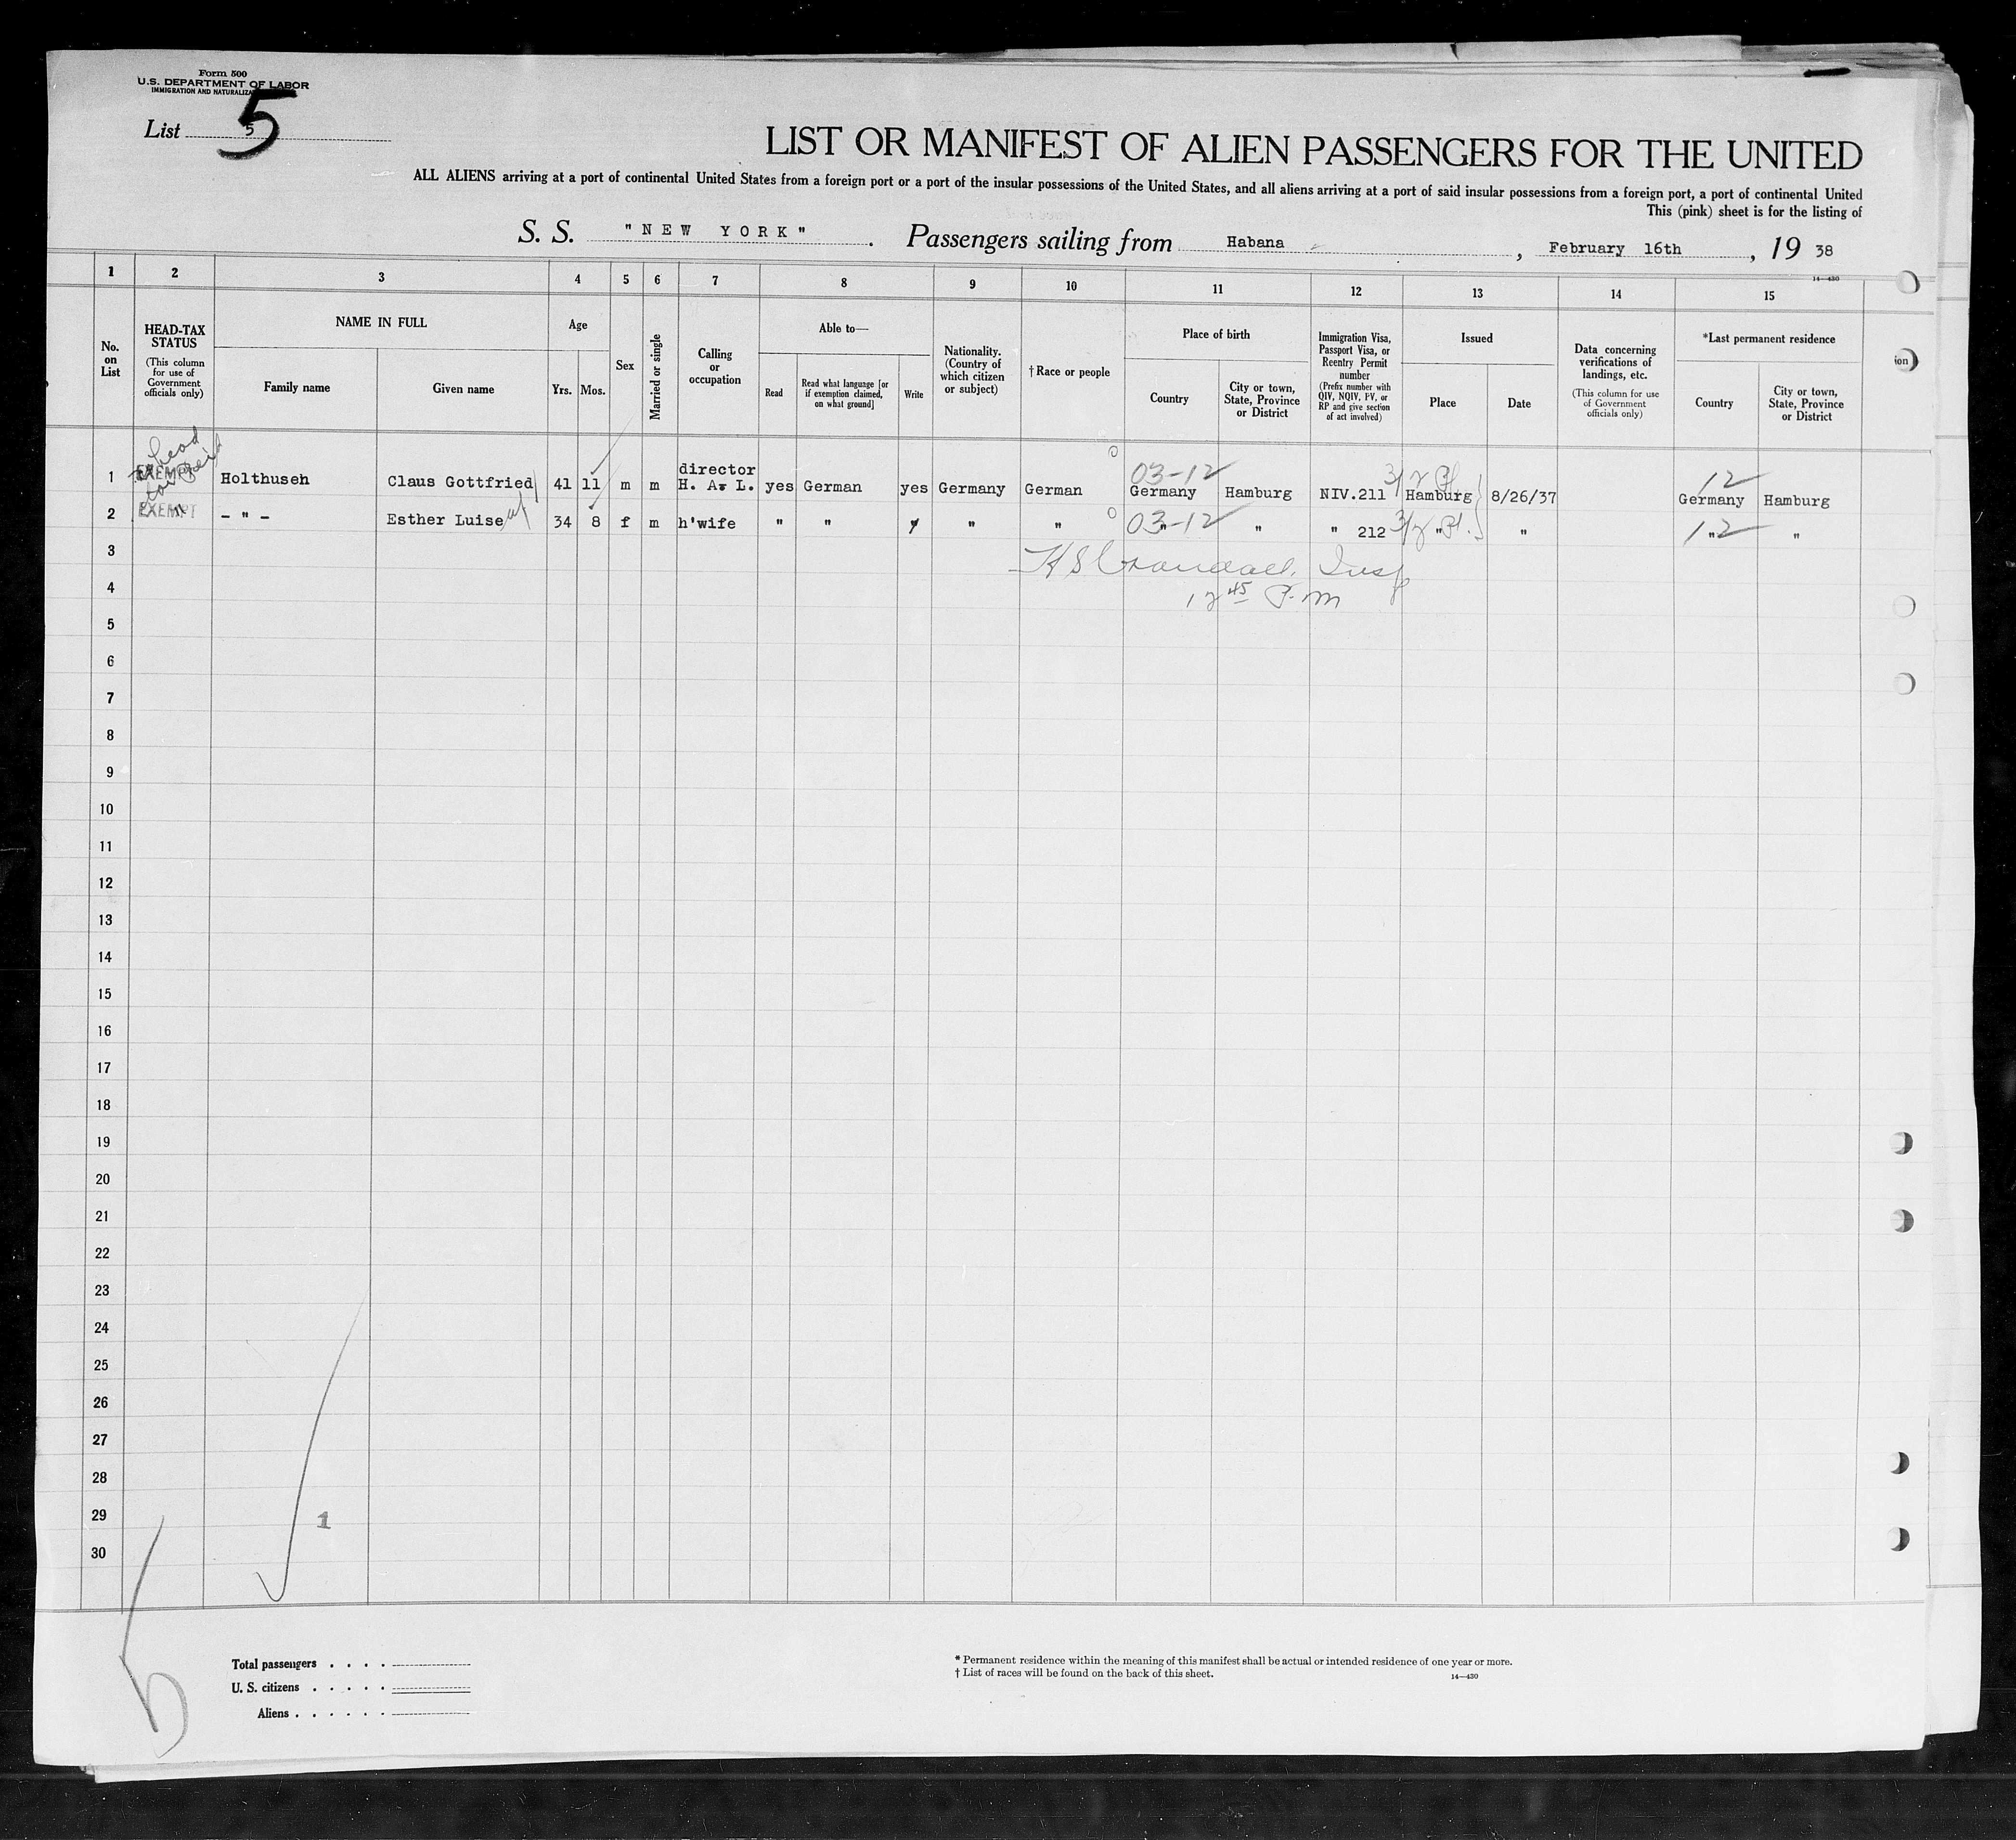 Form 500
U.S. DEPARTMENT OF LABOR
IMMIGRATION AND
List 5
5
LIST OR MANIFEST OF ALIEN PASSENGERS FOR THE UNITED
ALL ALIENS arriving at a port of continental United States from a foreign port or a port of the insular possessions of the United States, and all aliens arriving at a port of said insular possessions from a foreign port, a port of continental United
This (pink) sheet is for the listing of
S. S. "NEW YORK" . Passengers sailing from Habana , February 16th , 19 38
14—430
1 2 3 4 5 6 7 8 9 10 11 12 13 14 15
No. on List
HEAD-TAX STATUS (This column for use of Government officials only)
NAME IN FULL
Family name
Given name
Age
Yrs. Mos.
Sex
Married or single
Calling or occupation
Able to—
Read
Read what language [or if exemption claimed, on what ground]
Write
Nationality. (Country of which citizen or subject)
† Race or people
Place of birth
Country
City or town, State, Province or District
Immigration Visa, Passport Visa, or Reentry Permit number (Prefix number with QIV, NQIV, PV, or RP and give section of act involved)
Issued
Place
Date
Data concerning verifications of landings, etc. (This column for use of Government officials only)
*Last permanent residence
Country
City or town, State, Province or District
ion
head
03-12 12
1 EXEMPT Holthusen Claus Gottfried 41 11 m m director H. A. L. yes German yes Germany German Germany Hamburg NIV.211 Hamburg 8/26/37 Germany Hamburg
2 EXEMPT - " - Esther Luise 34 8 f m h'wife " " " " " 03-12 " " " 212 " " 12 " "
3
4
12 45 P.M
5
6
7
8
9
10
11
12
13
14
15
16
17
18
19
20
21
22
23
24
25
26
27
28
29
1
30
Total passengers
U. S. citizens
Aliens
* Permanent residence within the meaning of this manifest shall be actual or intended residence of one year or more.
† List of races will be found on the back of this sheet.
14—430
5